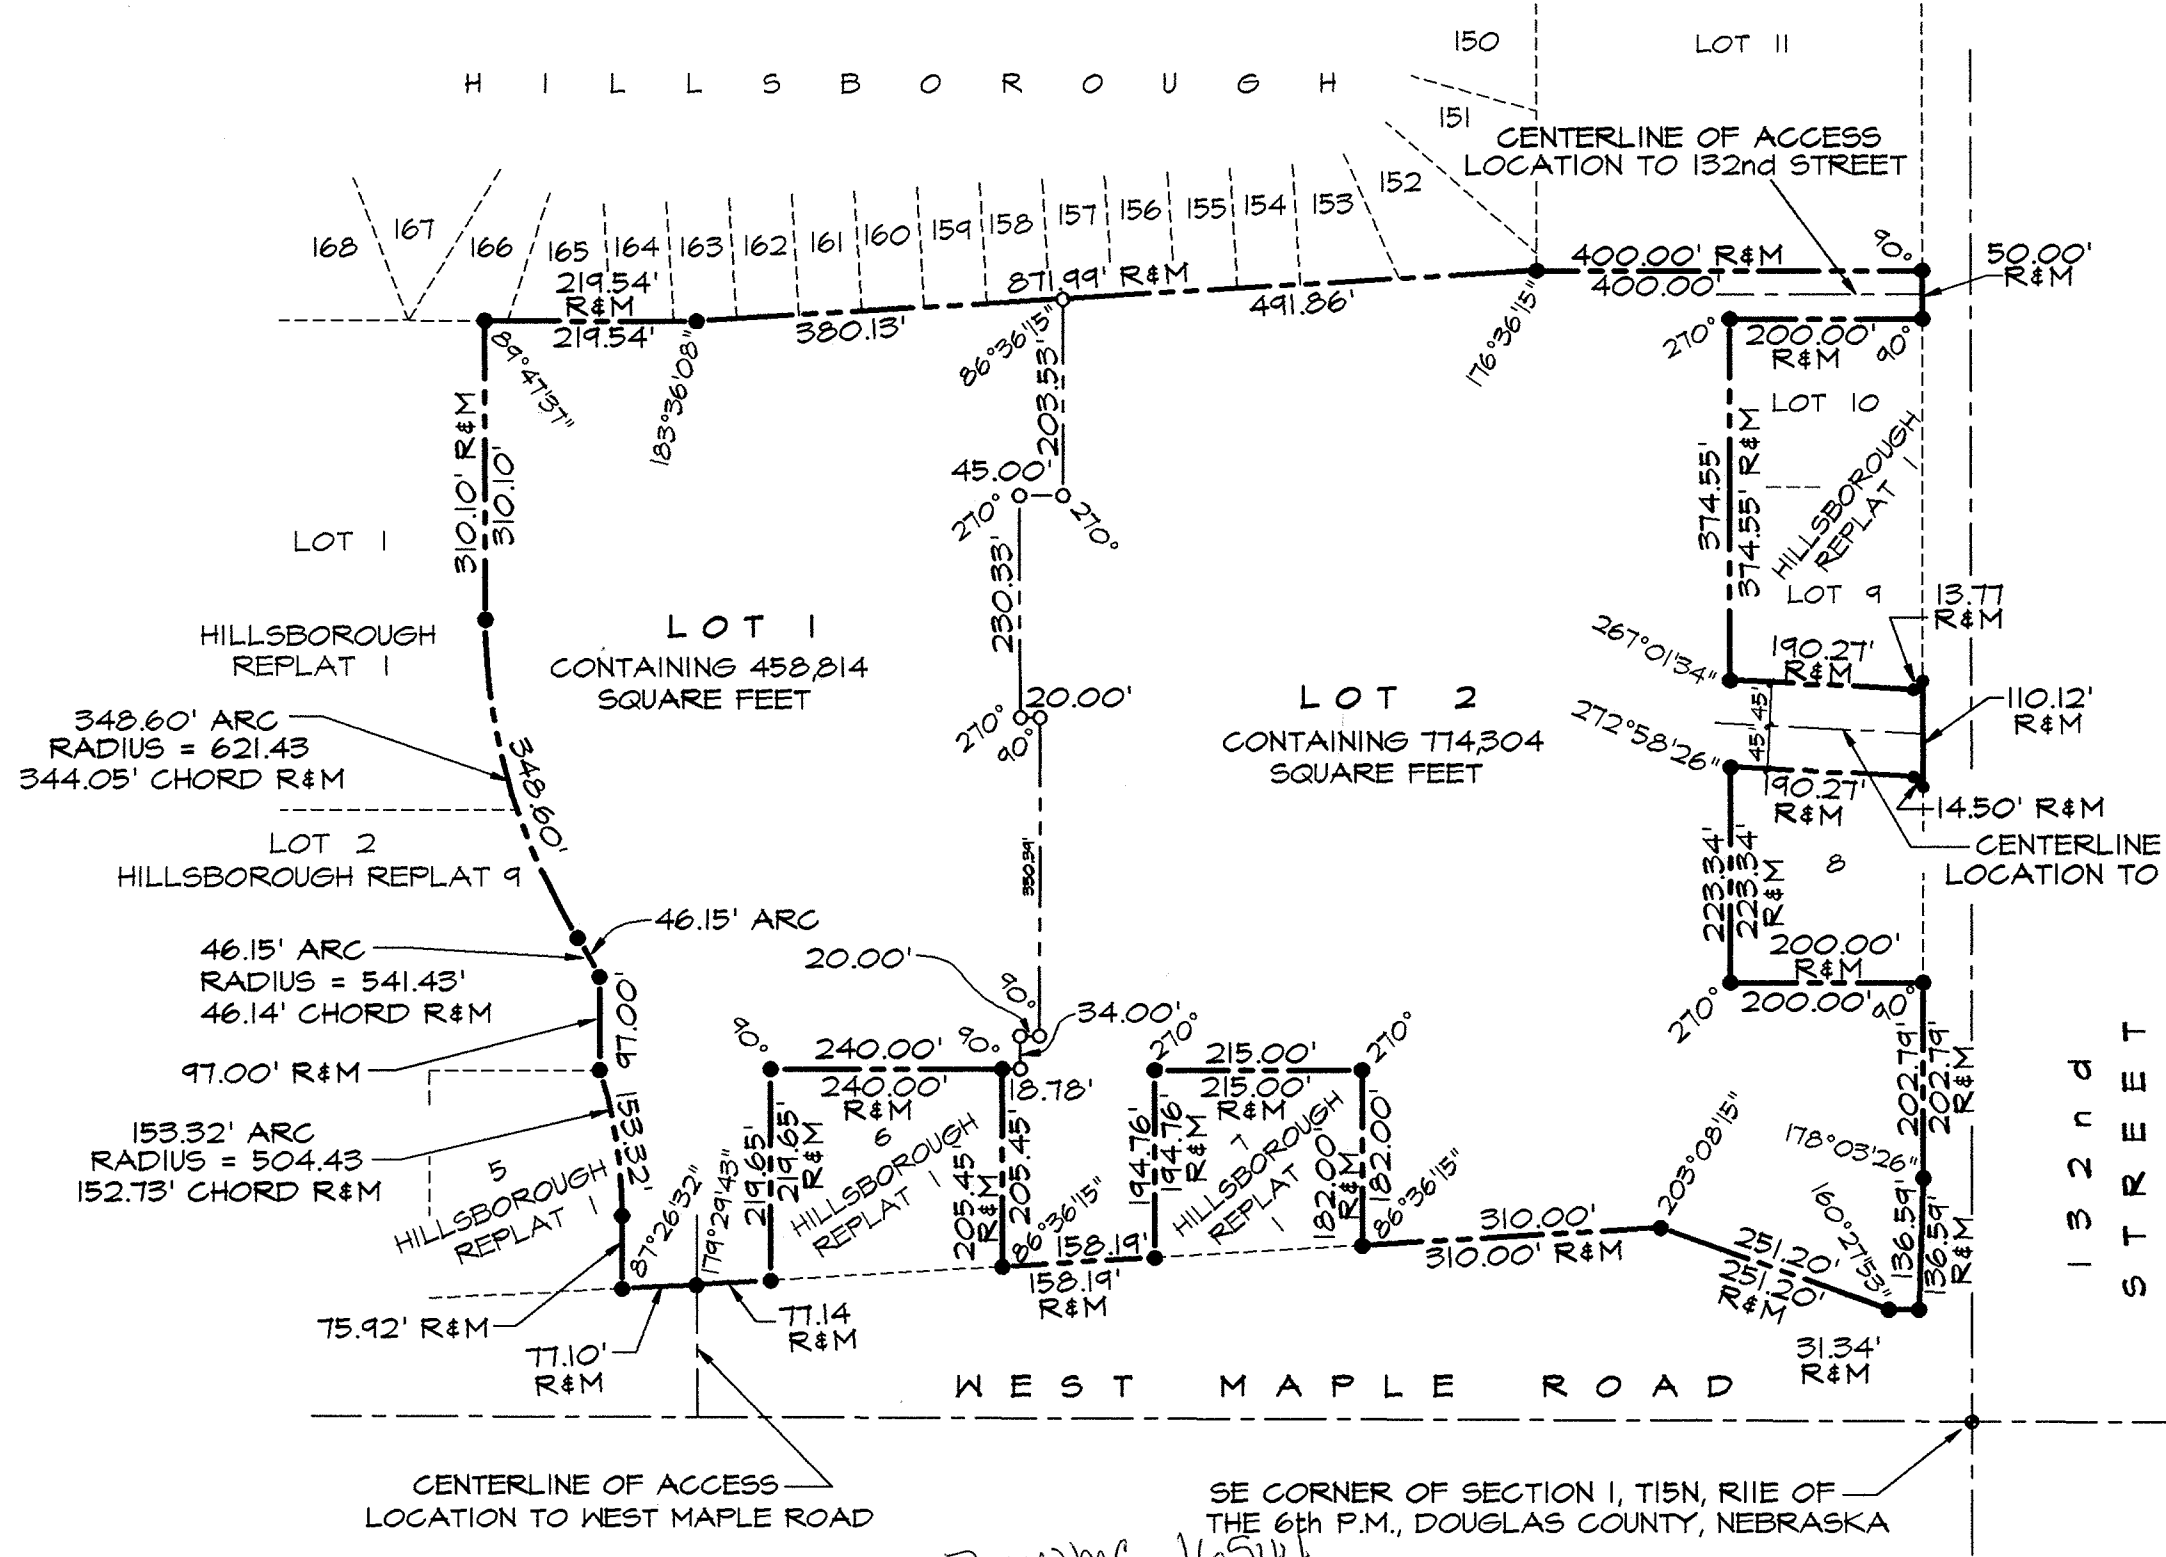 150
LOT 11
H I L L S B O R O U G H
151
CENTERLINE OF ACCESS
LOCATION TO 132nd STREET
152
168
167
166
165
164
163
162
161
160
159
158
157
156
155
154
153
219.54'
R&M
219.54'
871.99' R&M
380.13'
491.86'
400.00' R&M
400.00'
90°
50.00'
R&M
89°47'37"
183°36'08"
86°36'15"
176°36'15"
270°
200.00'
R&M
90°
203.53'
310.10' R&M
310.10'
45.00'
270°
270°
LOT 10
HILLSBOROUGH
REPLAT
1
374.55'
374.55' R&M
LOT 1
230.33'
LOT 9
13.77
R&M
HILLSBOROUGH
REPLAT 1
LOT 1
CONTAINING 458,814
SQUARE FEET
267°01'34"
190.27'
R&M
20.00'
270°
90°
LOT 2
CONTAINING 774,304
SQUARE FEET
272°58'26"
45'
45'
110.12'
R&M
348.60' ARC
RADIUS = 621.43
344.05' CHORD R&M
348.60'
190.27'
R&M
14.50' R&M
CENTERLINE
LOCATION TO
LOT 2
HILLSBOROUGH REPLAT 9
8
223.34'
223.34'
R&M
46.15' ARC
46.15' ARC
RADIUS = 541.43'
46.14' CHORD R&M
20.00'
200.00'
R&M
200.00'
90°
270°
97.00'
97.00' R&M
90°
34.00'
90°
240.00'
240.00'
R&M
90°
18.78'
270°
215.00'
215.00'
R&M
270°
153.32' ARC
RADIUS = 504.43
152.73' CHORD R&M
153.32'
5
HILLSBOROUGH
REPLAT 1
87°26'32"
179°29'43"
219.65'
219.65'
R&M
6
HILLSBOROUGH
REPLAT 1
205.45'
R&M
205.45'
86°36'15"
194.76'
194.76'
R&M
7
HILLSBOROUGH
REPLAT
1
182.00'
R&M
182.00'
86°36'15"
203°08'15"
178°03'26"
160°27'53"
202.79'
202.79'
R&M
136.59'
136.59'
R&M
132nd
STREET
158.19'
158.19'
R&M
310.00'
310.00' R&M
251.20'
251.20'
R&M
75.92' R&M
77.10'
R&M
77.14
R&M
31.34'
R&M
WEST MAPLE ROAD
CENTERLINE OF ACCESS
LOCATION TO WEST MAPLE ROAD
SE CORNER OF SECTION 1, T15N, R11E OF
THE 6th P.M., DOUGLAS COUNTY, NEBRASKA